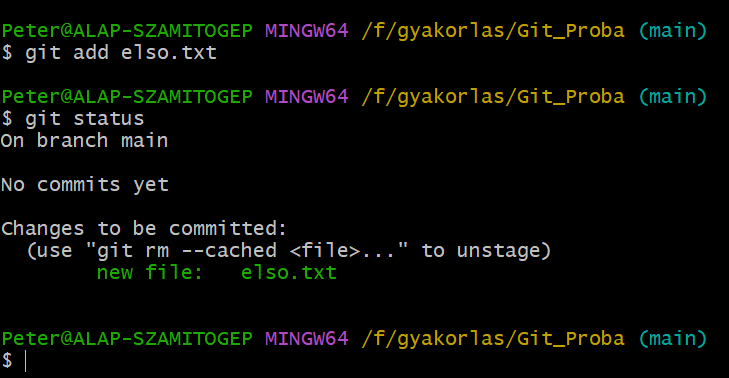 Peter@ALAP-SZAMITOGEP MINGW64 /f/gyakorlas/Git_Proba (main)
$ git add elso.txt
Peter@ALAP-SZAMITOGEP MINGW64 /f/gyakorlas/Git_Proba (main)
$ git status
On branch main
No commits yet
Changes to be committed:
(use "git rm --cached <file>..." to unstage)
new file:   elso.txt
Peter@ALAP-SZAMITOGEP MINGW64 /f/gyakorlas/Git_Proba (main)
$